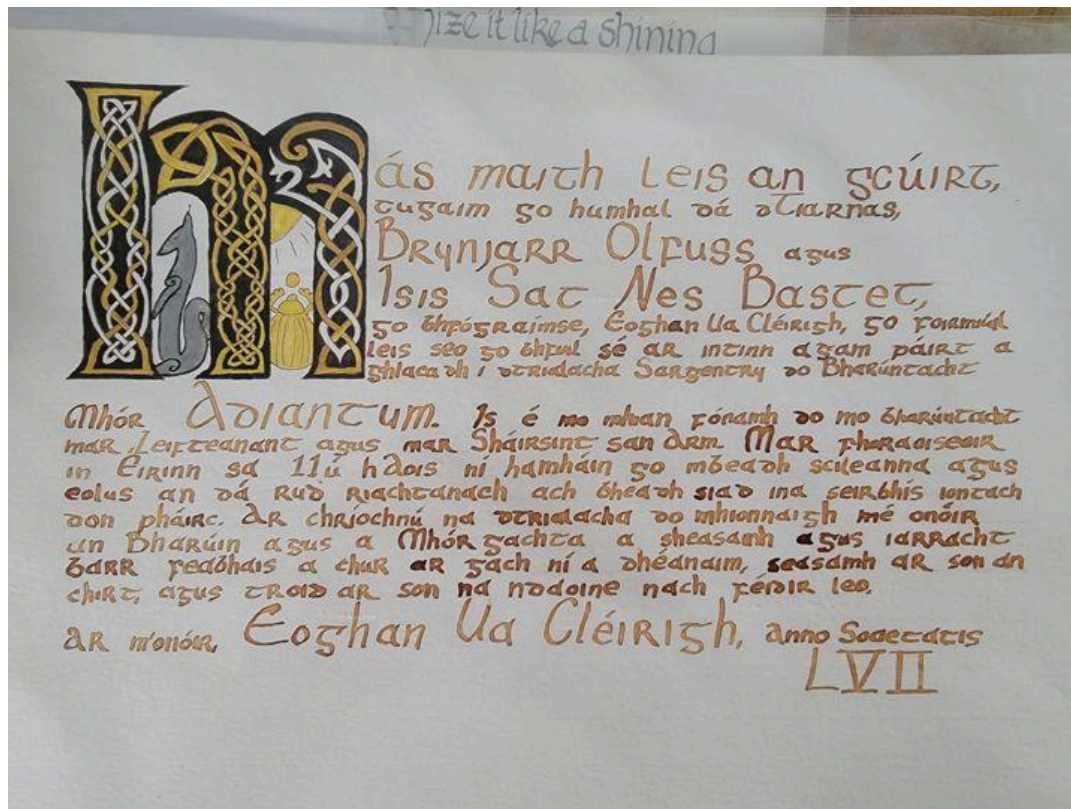 it like a shining
Más maith leis an gcúirt,
tugaim go humhal dá dTiarnas,
Brynjarr Olfuss agus
Isis Sat Nes Bastet,
go bhfógraímse, Eoghan Ua Cléirigh, go foirmiúil
leis seo go bhfuil sé ar intinn agam páirt a
ghlacadh i dtrialacha Sargentry do Bharúntacht
Mhór Adiantum. Is é mo mhian fónamh do mo bharúntacht
mar Leifteanant agus mar Sháirsint san Arm. Mar fhoraoiseoir
in Éirinn sa 11ú hAois ní hamháin go mbeadh scileanna agus
eolus an dá rud riachtanach ach bheadh siad ina seirbhís iontach
don pháirc. Ar chríochnú na dtrialacha do mhionnaigh mé onóir
an Bharúin agus a Mhórgachta a sheasamh agus iarracht
barr feabhais a chur ar gach ní a dhéanaim, seasamh ar son an
chirt, agus troid ar son na ndaoine nach féidir leo.
Ar m'onóir, Eoghan Ua Cléirigh, anno Societatis
LVII